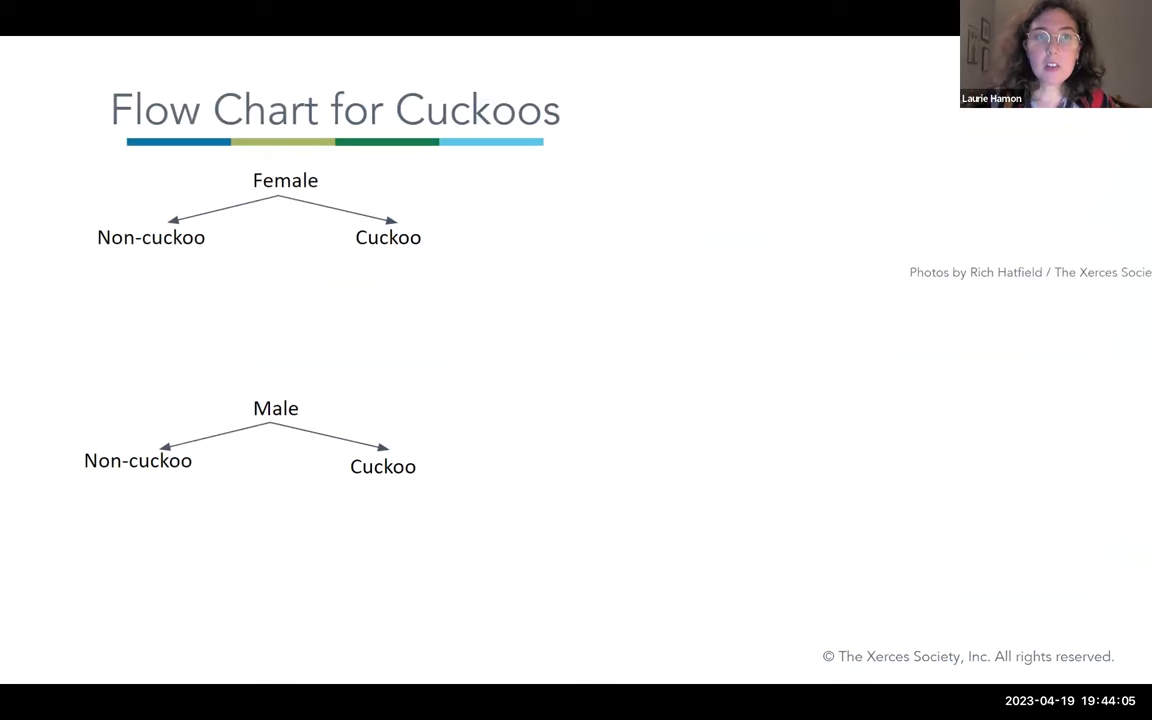 Laurie Hamon
Flow Chart for Cuckoos
Female
Non-cuckoo
Cuckoo
Photos by Rich Hatfield / The Xerces Socie
Male
Non-cuckoo
Cuckoo
© The Xerces Society, Inc. All rights reserved.
2023-04-19 19:44:05